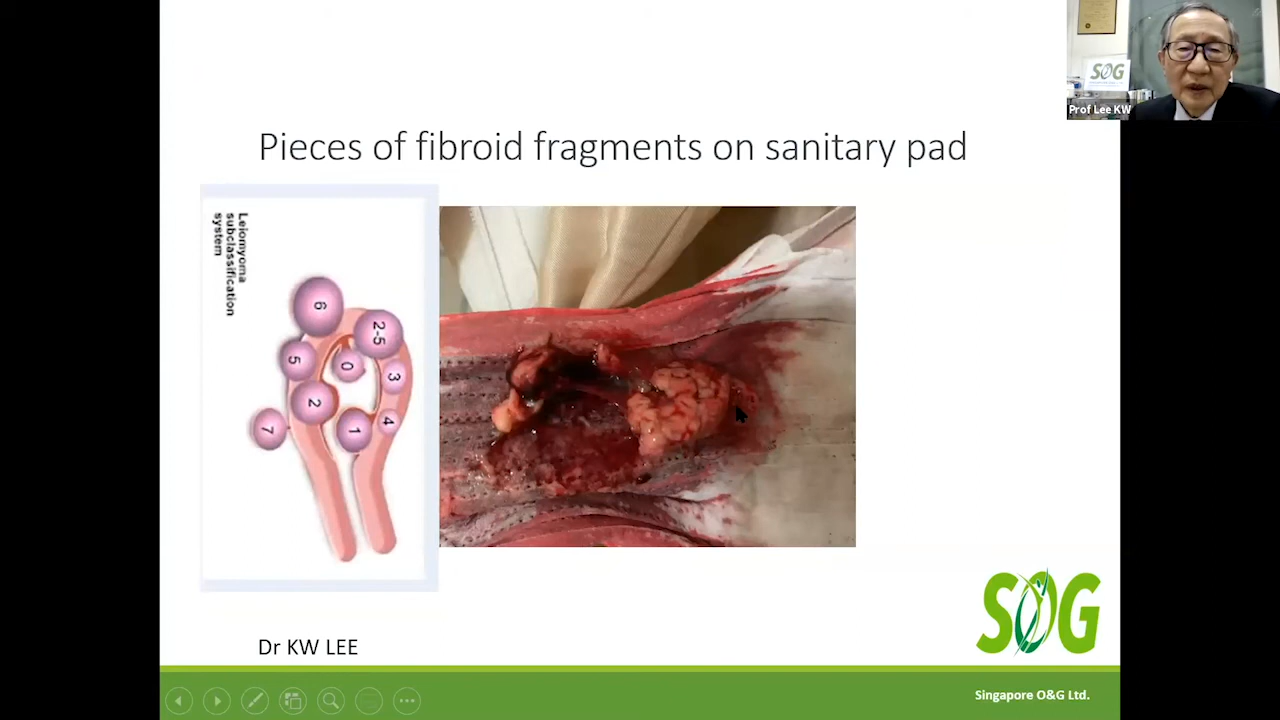 SOG
Prof Lee KW
Pieces of fibroid fragments on sanitary pad
Leiomyoma
subclassification
system
6
2-5
5
0
3
2
4
7
1
Dr KW LEE
SOG
Singapore O&G Ltd.